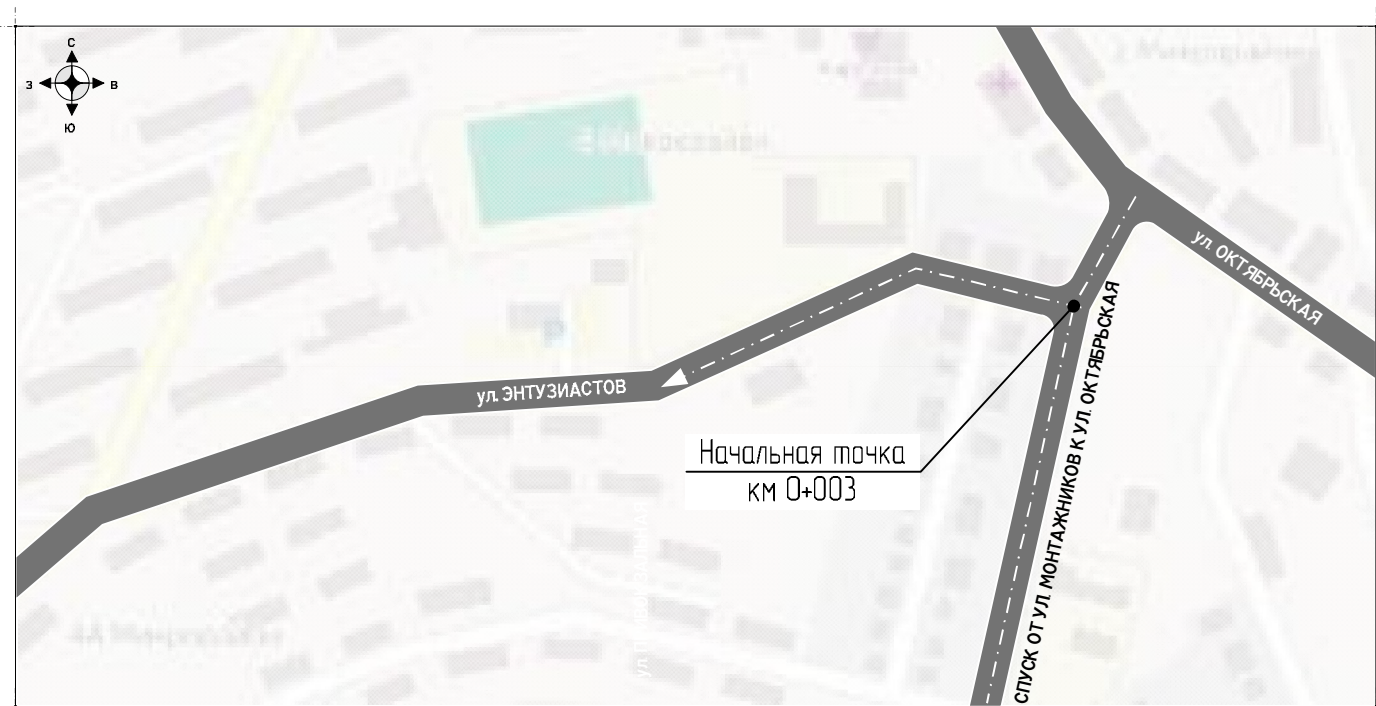 С
З
В
Ю
ул. ОКТЯБРЬСКАЯ
СПУСК ОТ УЛ. МОНТАЖНИКОВ К УЛ. ОКТЯБРЬСКАЯ
ул. ЭНТУЗИАСТОВ
Начальная точка
км 0+003